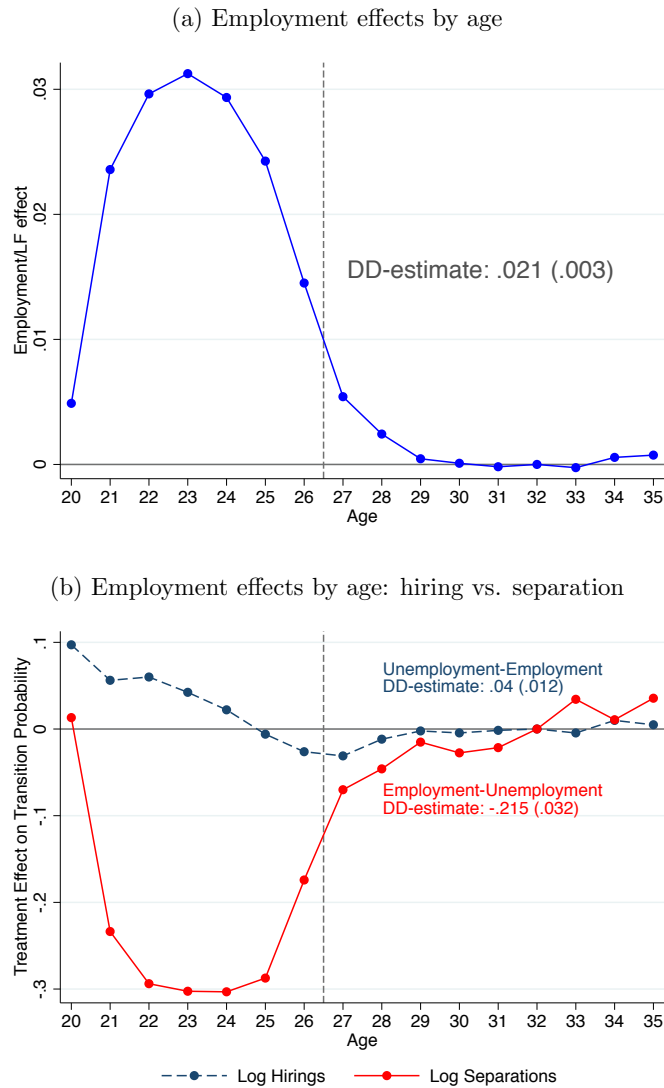 (a) Employment effects by age
Employment/LF effect
.03
.02
.01
0
DD-estimate: .021 (.003)
20 21 22 23 24 25 26 27 28 29 30 31 32 33 34 35
Age
(b) Employment effects by age: hiring vs. separation
Treatment Effect on Transition Probability
.1
0
-.1
-.2
-.3
Unemployment-Employment
DD-estimate: .04 (.012)
Employment-Unemployment
DD-estimate: -.215 (.032)
20 21 22 23 24 25 26 27 28 29 30 31 32 33 34 35
Age
Log Hirings Log Separations